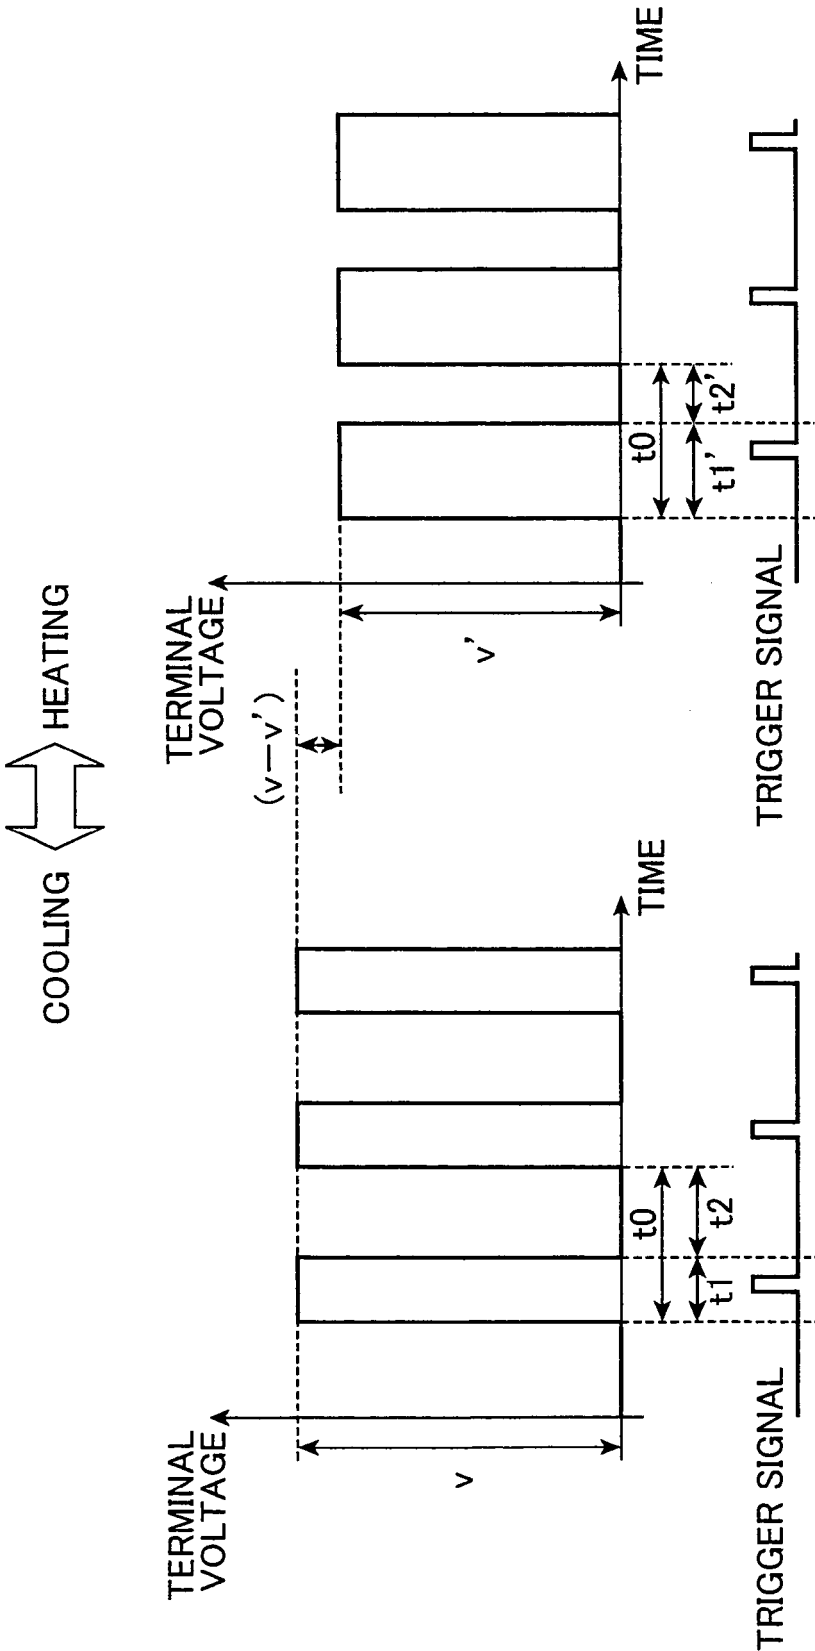 COOLING HEATING
TERMINAL
VOLTAGE
v
t0
t1 t2
TIME
TRIGGER SIGNAL
(v—v')
TERMINAL
VOLTAGE
v'
t0
t1' t2'
TIME
TRIGGER SIGNAL